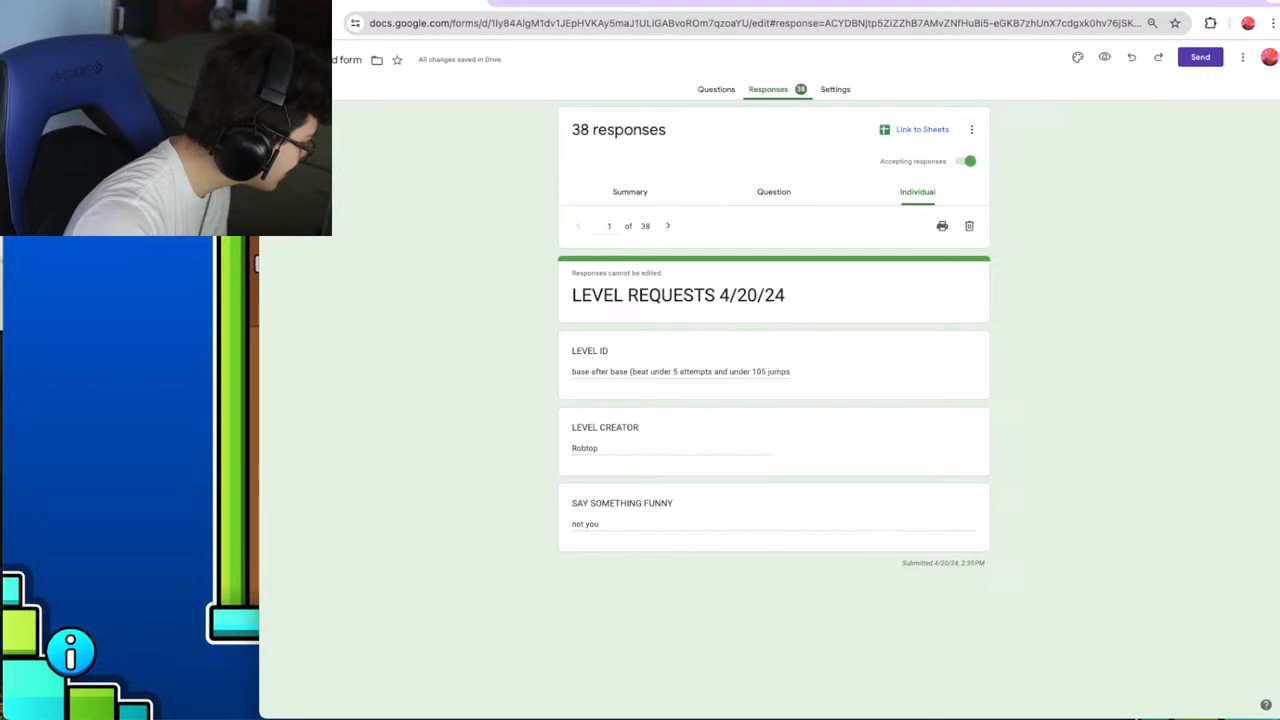 docs.google.com/forms/d/1Iy84AlgM1dv1JEpHVKAy5maJ1ULiGABvoROm7qzoaYU/edit#response=ACYDBNjtp5ZiZZhB7AMvZNfHuBi5-eGKB7zhUnX7cdgxk0hv76jSK...
d form
All changes saved in Drive
Send
Questions
Responses 38
Settings
38 responses
Link to Sheets
Accepting responses
Summary
Question
Individual
1 of 38
Responses cannot be edited
LEVEL REQUESTS 4/20/24
LEVEL ID
base after base (beat under 5 attempts and under 105 jumps
LEVEL CREATOR
Robtop
SAY SOMETHING FUNNY
not you
Submitted 4/20/24, 2:35 PM